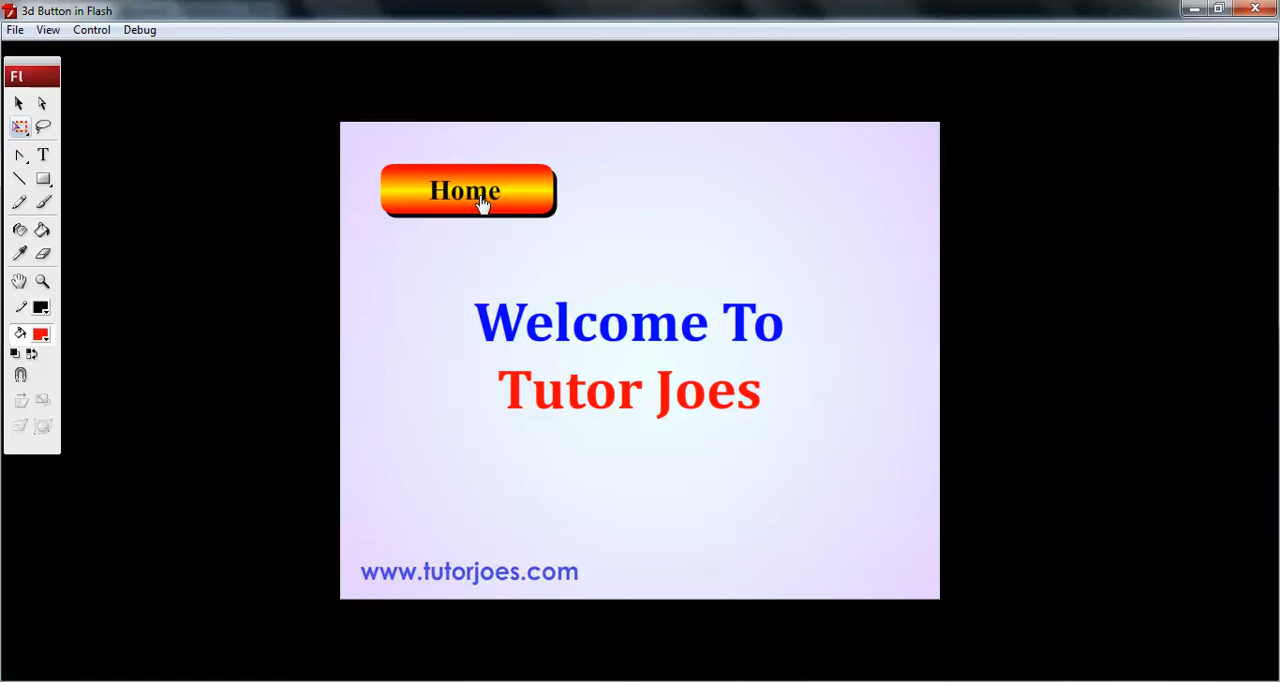 3d Button in Flash
File View Control Debug
Fl
T
Home
Welcome To
Tutor Joes
www.tutorjoes.com